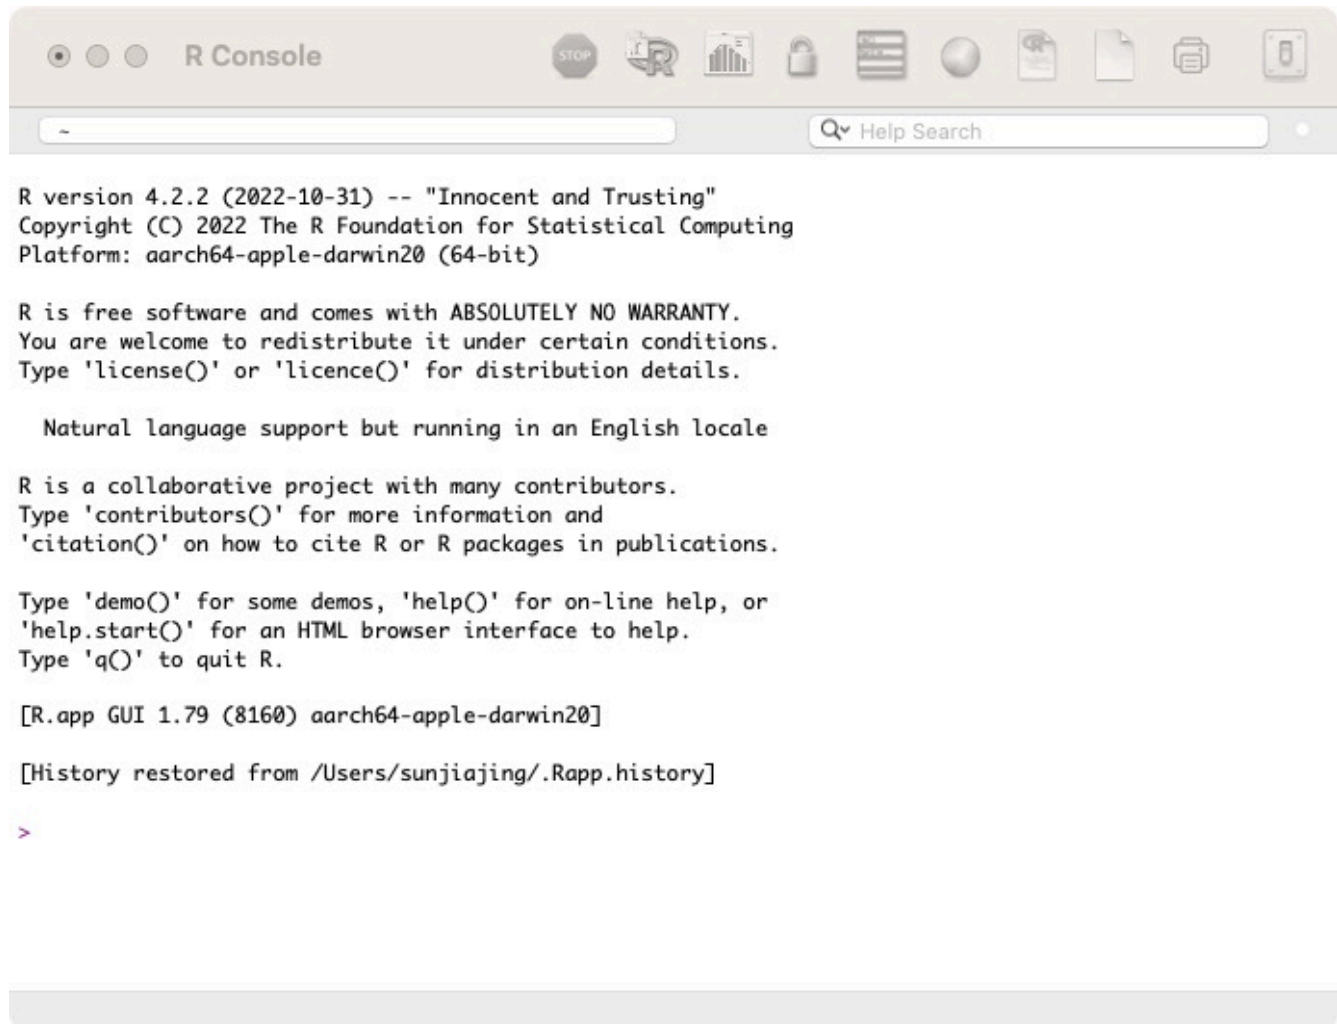 R Console
STOP
~
Help Search
R version 4.2.2 (2022-10-31) -- "Innocent and Trusting"
Copyright (C) 2022 The R Foundation for Statistical Computing
Platform: aarch64-apple-darwin20 (64-bit)
R is free software and comes with ABSOLUTELY NO WARRANTY.
You are welcome to redistribute it under certain conditions.
Type 'license()' or 'licence()' for distribution details.
Natural language support but running in an English locale
R is a collaborative project with many contributors.
Type 'contributors()' for more information and
'citation()' on how to cite R or R packages in publications.
Type 'demo()' for some demos, 'help()' for on-line help, or
'help.start()' for an HTML browser interface to help.
Type 'q()' to quit R.
[R.app GUI 1.79 (8160) aarch64-apple-darwin20]
[History restored from /Users/sunjiajing/.Rapp.history]
>